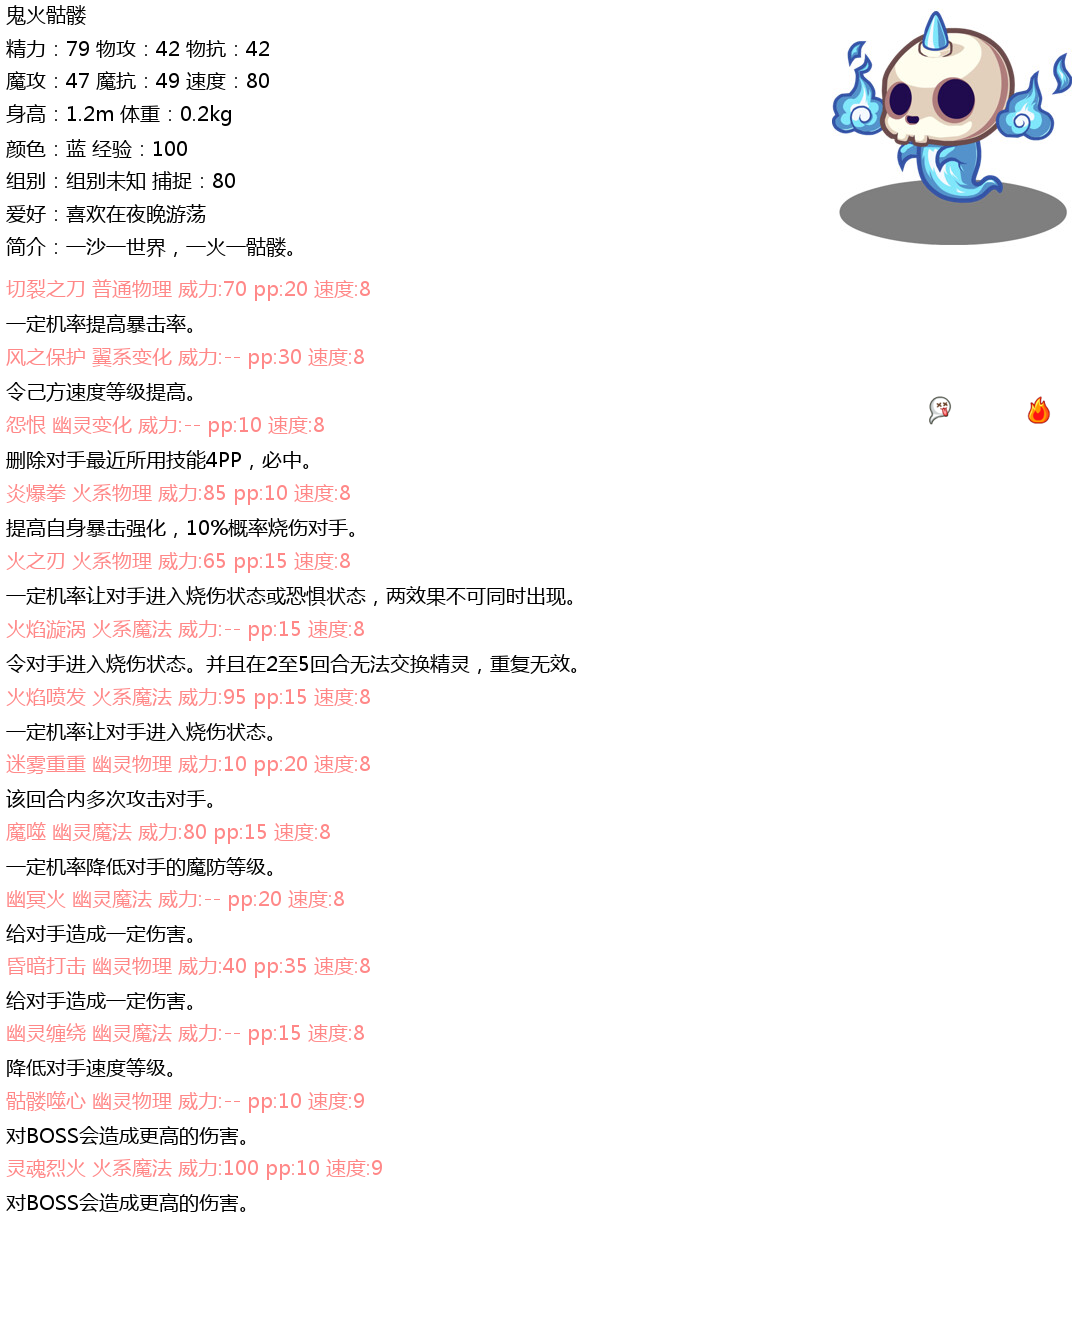 鬼火骷髅
精力：79 物攻：42 物抗：42
魔攻：47 魔抗：49 速度：80
身高：1.2m 体重：0.2kg
颜色：蓝 经验：100
组别：组别未知 捕捉：80
爱好：喜欢在夜晚游荡
简介：一沙一世界，一火一骷髅。
切裂之刀 普通物理 威力:70 pp:20 速度:8
一定机率提高暴击率。
风之保护 翼系变化 威力:-- pp:30 速度:8
令己方速度等级提高。
怨恨 幽灵变化 威力:-- pp:10 速度:8
删除对手最近所用技能4PP，必中。
炎爆拳 火系物理 威力:85 pp:10 速度:8
提高自身暴击强化，10%概率烧伤对手。
火之刃 火系物理 威力:65 pp:15 速度:8
一定机率让对手进入烧伤状态或恐惧状态，两效果不可同时出现。
火焰漩涡 火系魔法 威力:-- pp:15 速度:8
令对手进入烧伤状态。并且在2至5回合无法交换精灵，重复无效。
火焰喷发 火系魔法 威力:95 pp:15 速度:8
一定机率让对手进入烧伤状态。
迷雾重重 幽灵物理 威力:10 pp:20 速度:8
该回合内多次攻击对手。
魔噬 幽灵魔法 威力:80 pp:15 速度:8
一定机率降低对手的魔防等级。
幽冥火 幽灵魔法 威力:-- pp:20 速度:8
给对手造成一定伤害。
昏暗打击 幽灵物理 威力:40 pp:35 速度:8
给对手造成一定伤害。
幽灵缠绕 幽灵魔法 威力:-- pp:15 速度:8
降低对手速度等级。
骷髅噬心 幽灵物理 威力:-- pp:10 速度:9
对BOSS会造成更高的伤害。
灵魂烈火 火系魔法 威力:100 pp:10 速度:9
对BOSS会造成更高的伤害。